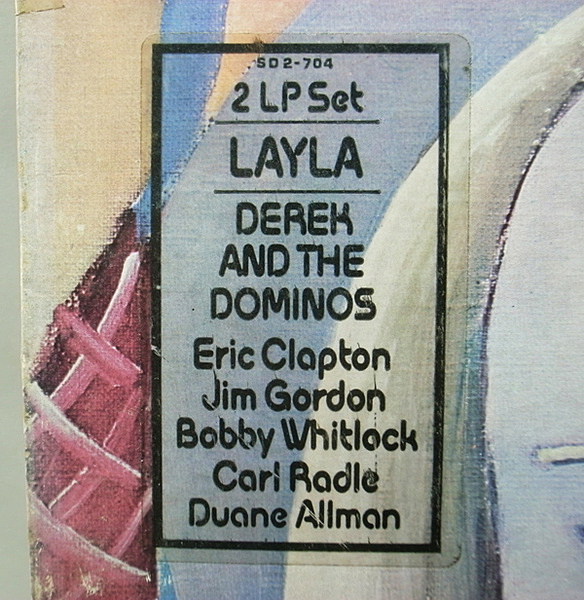 SD 2-704
2 LP Set
LAYLA
DEREK
AND THE
DOMINOS
Eric Clapton
Jim Gordon
Bobby Whitlock
Carl Radle
Duane Allman